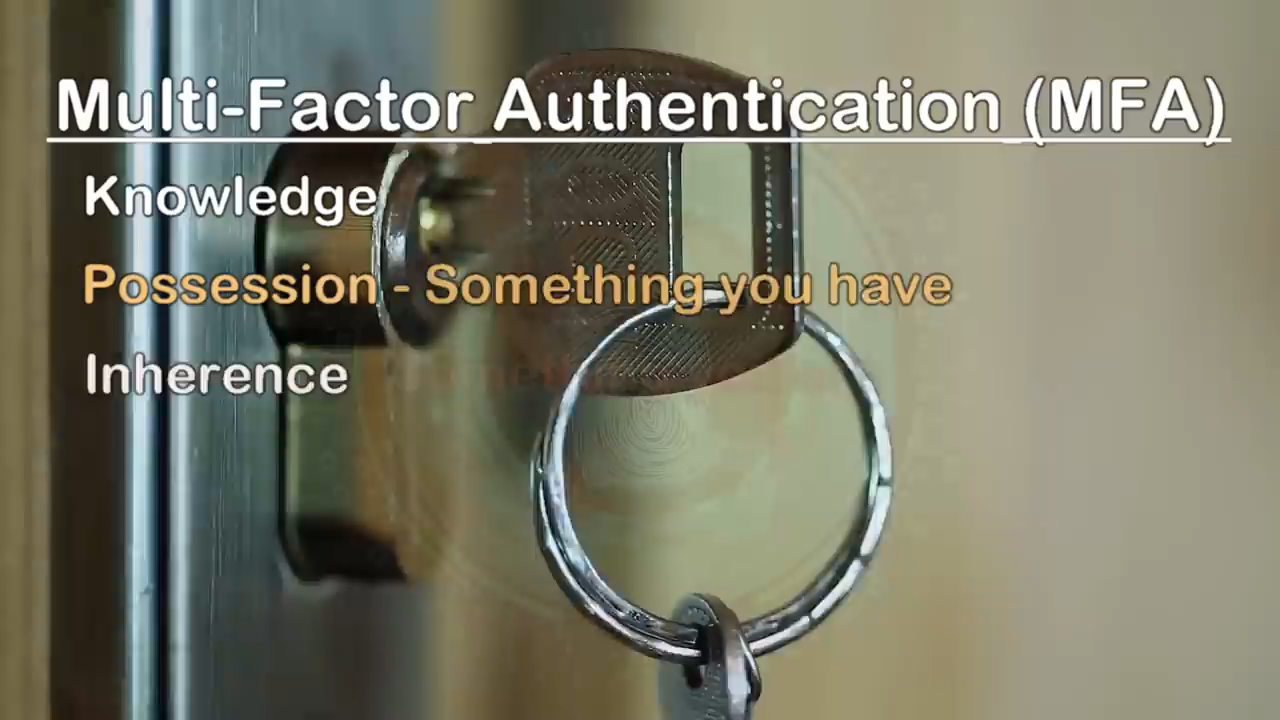 Multi-Factor Authentication (MFA)
Knowledge
Possession - Something you have
Inherence